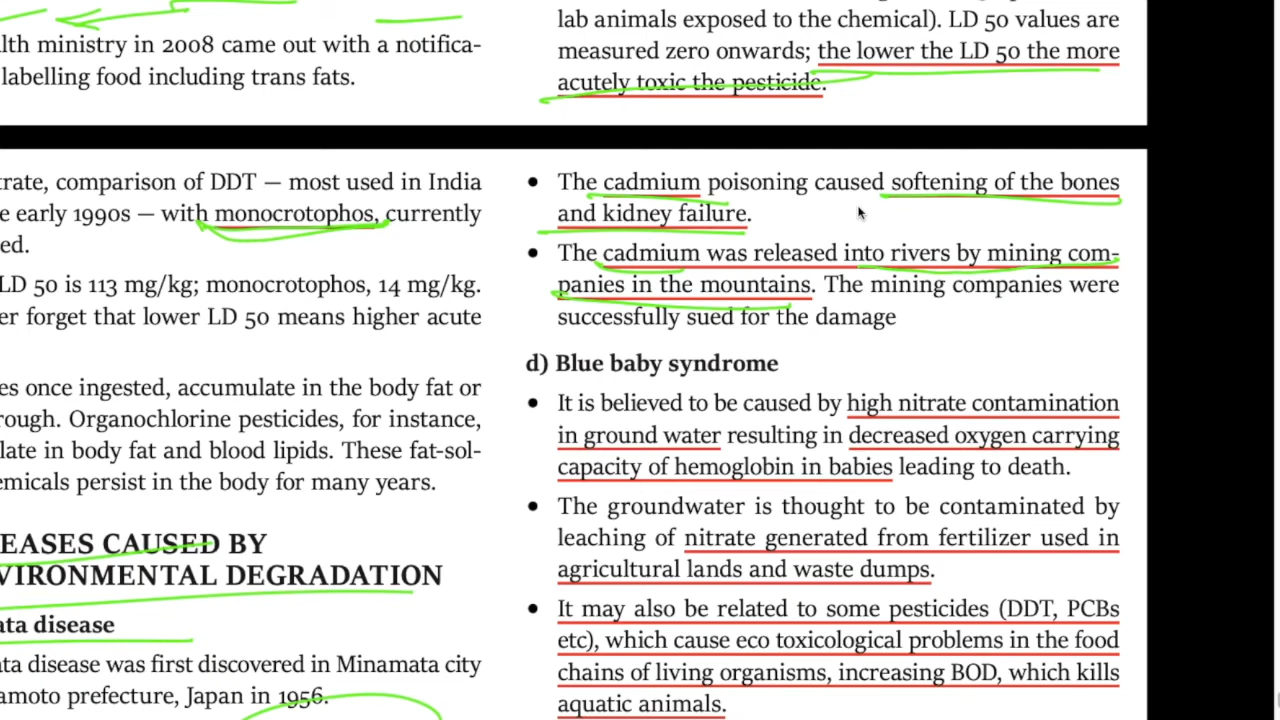 lth ministry in 2008 came out with a notifica-
labelling food including trans fats.
lab animals exposed to the chemical). LD 50 values are
measured zero onwards; the lower the LD 50 the more
acutely toxic the pesticide.
trate, comparison of DDT — most used in India
e early 1990s — with monocrotophos, currently
ed.
LD 50 is 113 mg/kg; monocrotophos, 14 mg/kg.
er forget that lower LD 50 means higher acute
es once ingested, accumulate in the body fat or
rough. Organochlorine pesticides, for instance,
late in body fat and blood lipids. These fat-sol-
emicals persist in the body for many years.
EASES CAUSED BY
VIRONMENTAL DEGRADATION
ata disease
ata disease was first discovered in Minamata city
amoto prefecture, Japan in 1956.
• The cadmium poisoning caused softening of the bones
and kidney failure.
• The cadmium was released into rivers by mining com-
panies in the mountains. The mining companies were
successfully sued for the damage
d) Blue baby syndrome
• It is believed to be caused by high nitrate contamination
in ground water resulting in decreased oxygen carrying
capacity of hemoglobin in babies leading to death.
• The groundwater is thought to be contaminated by
leaching of nitrate generated from fertilizer used in
agricultural lands and waste dumps.
• It may also be related to some pesticides (DDT, PCBs
etc), which cause eco toxicological problems in the food
chains of living organisms, increasing BOD, which kills
aquatic animals.